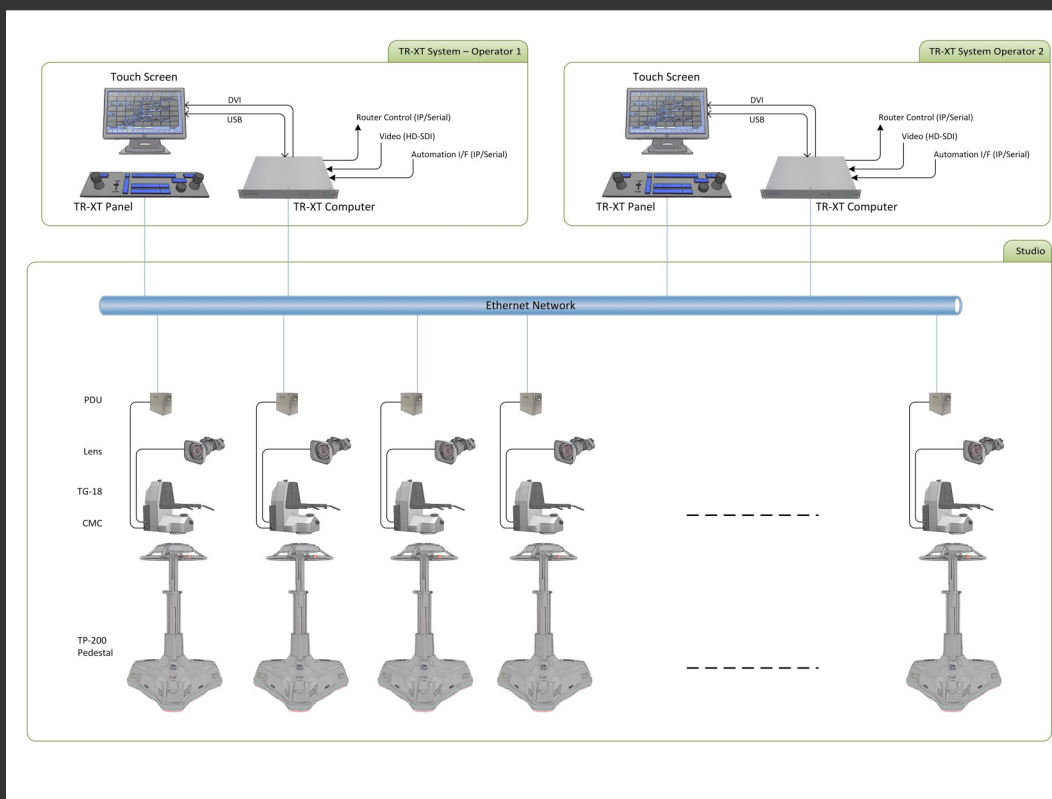 TR-XT System – Operator 1
Touch Screen
DVI
USB
Router Control (IP/Serial)
Video (HD-SDI)
Automation I/F (IP/Serial)
TR-XT Panel
TR-XT Computer
TR-XT System Operator 2
Touch Screen
DVI
USB
Router Control (IP/Serial)
Video (HD-SDI)
Automation I/F (IP/Serial)
TR-XT Panel
TR-XT Computer
Studio
Ethernet Network
PDU
Lens
TG-18
CMC
TP-200
Pedestal